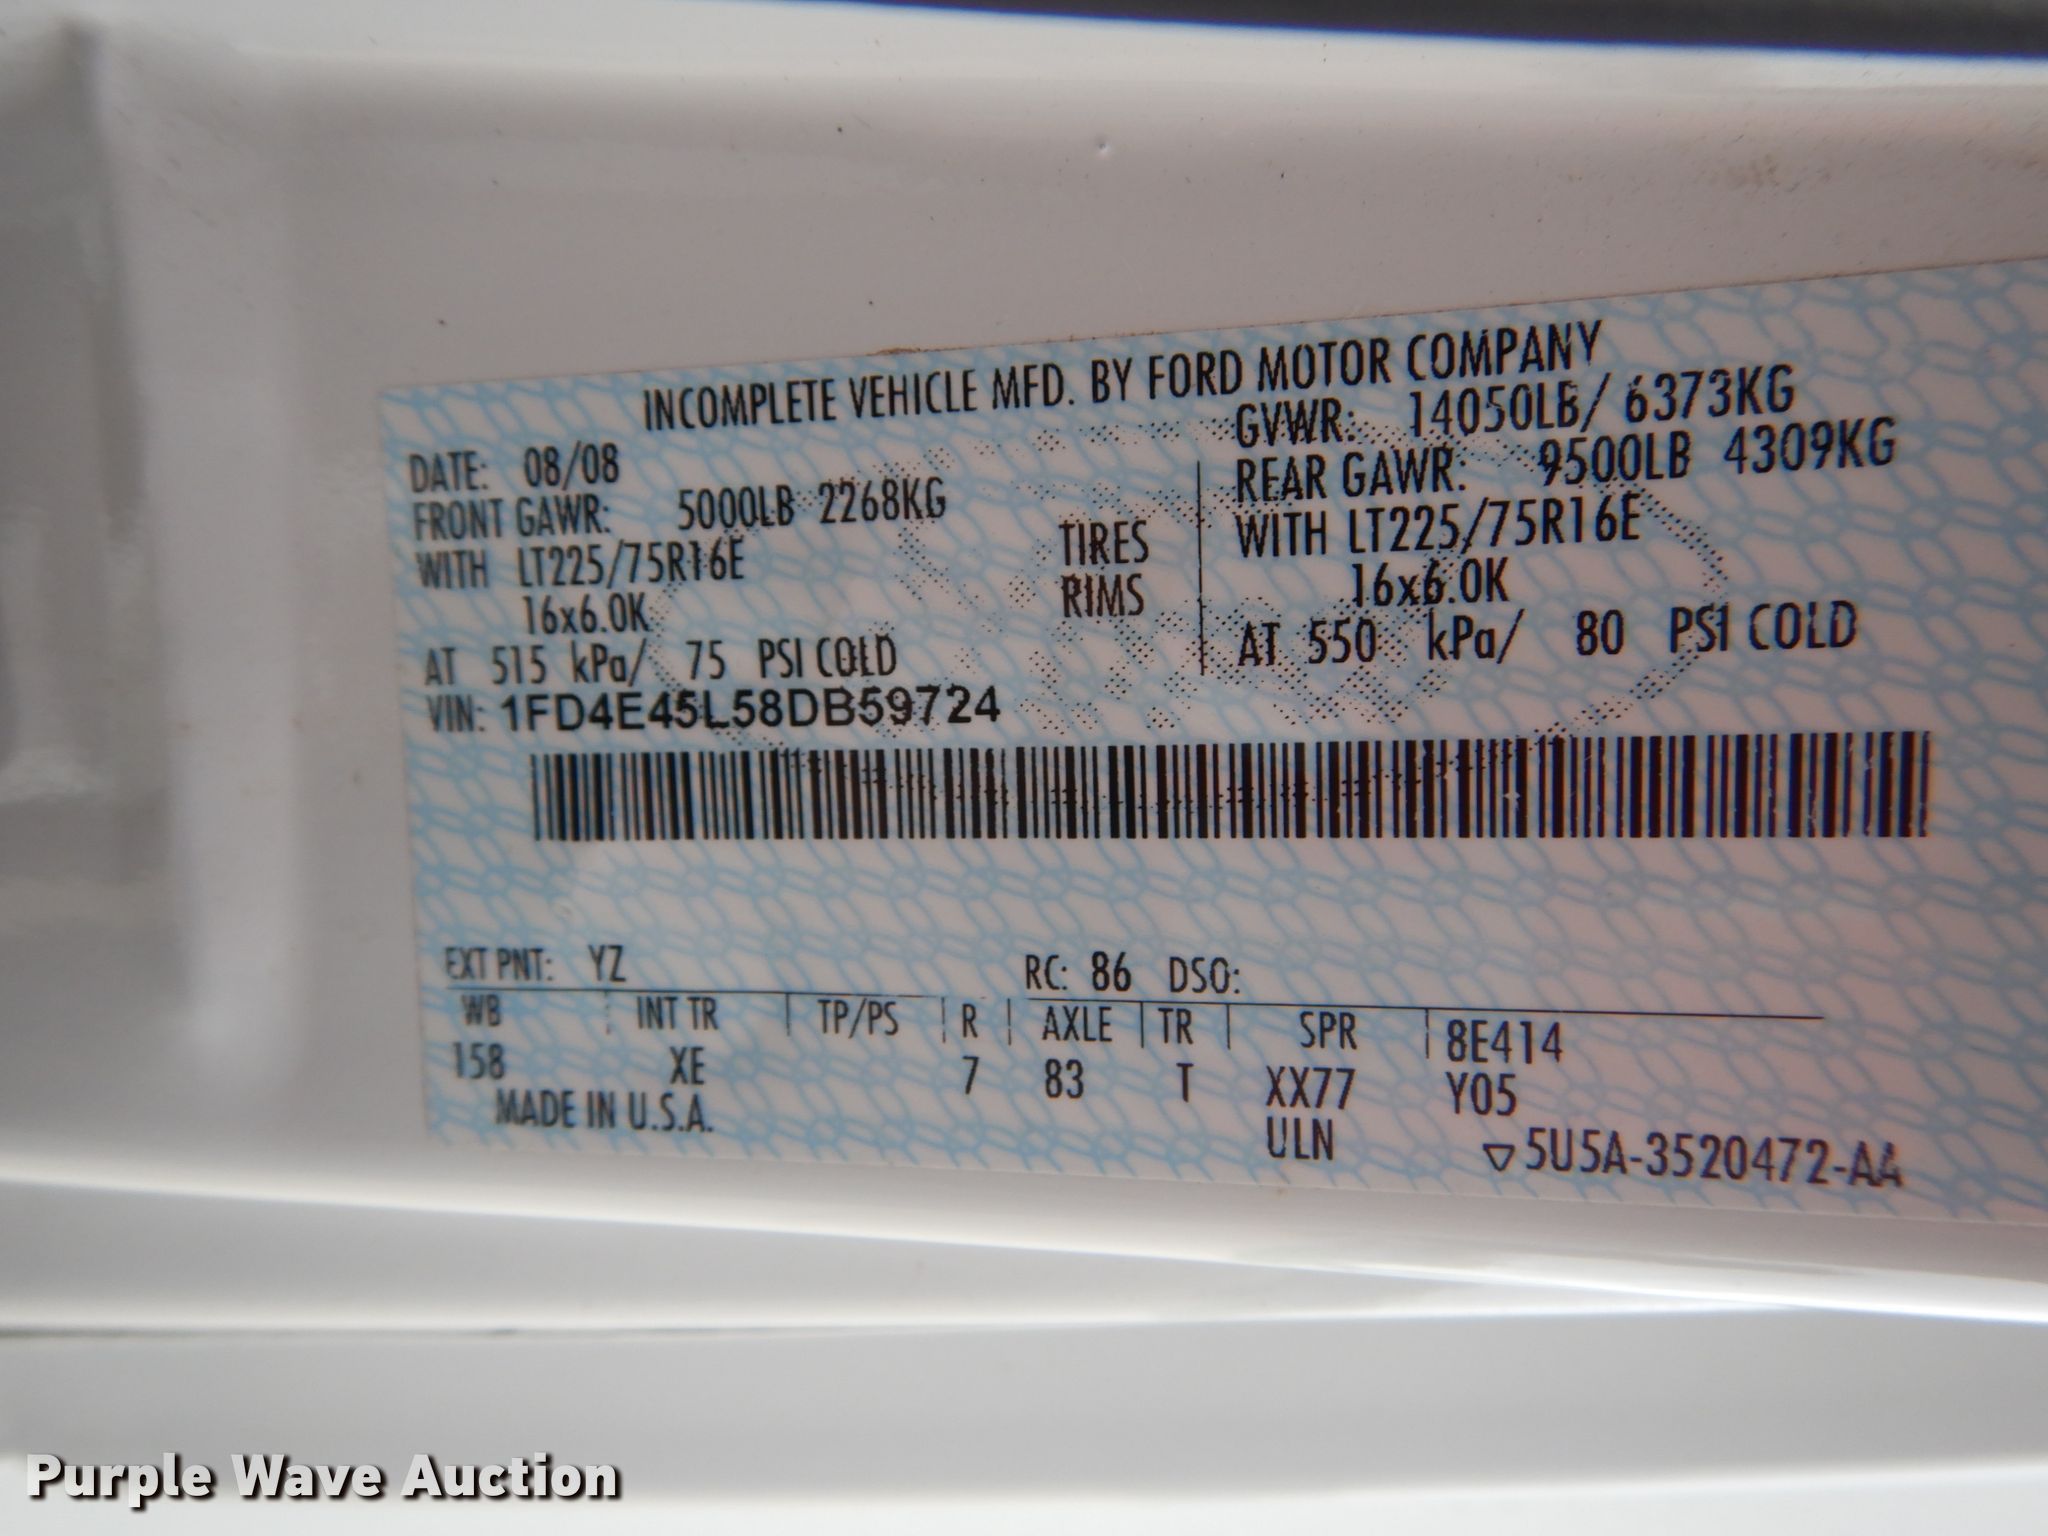 INCOMPLETE VEHICLE MFD. BY FORD MOTOR COMPANY
DATE: 08/08
GVWR: 14050LB/ 6373KG
FRONT GAWR: 5000LB 2268KG
REAR GAWR: 9500LB 4309KG
WITH LT225/75R16E TIRES WITH LT225/75R16E
16x6.0K RIMS 16x6.0K
AT 515 kPa/ 75 PSI COLD AT 550 kPa/ 80 PSI COLD
VIN: 1FD4E45L58DB59724
EXT PNT: YZ RC: 86 DSO:
WB INT TR TP/PS R AXLE TR SPR 8E414
158 XE 7 83 T XX77 Y05
MADE IN U.S.A. ULN ▽5U5A-3520472-AA
Purple Wave Auction